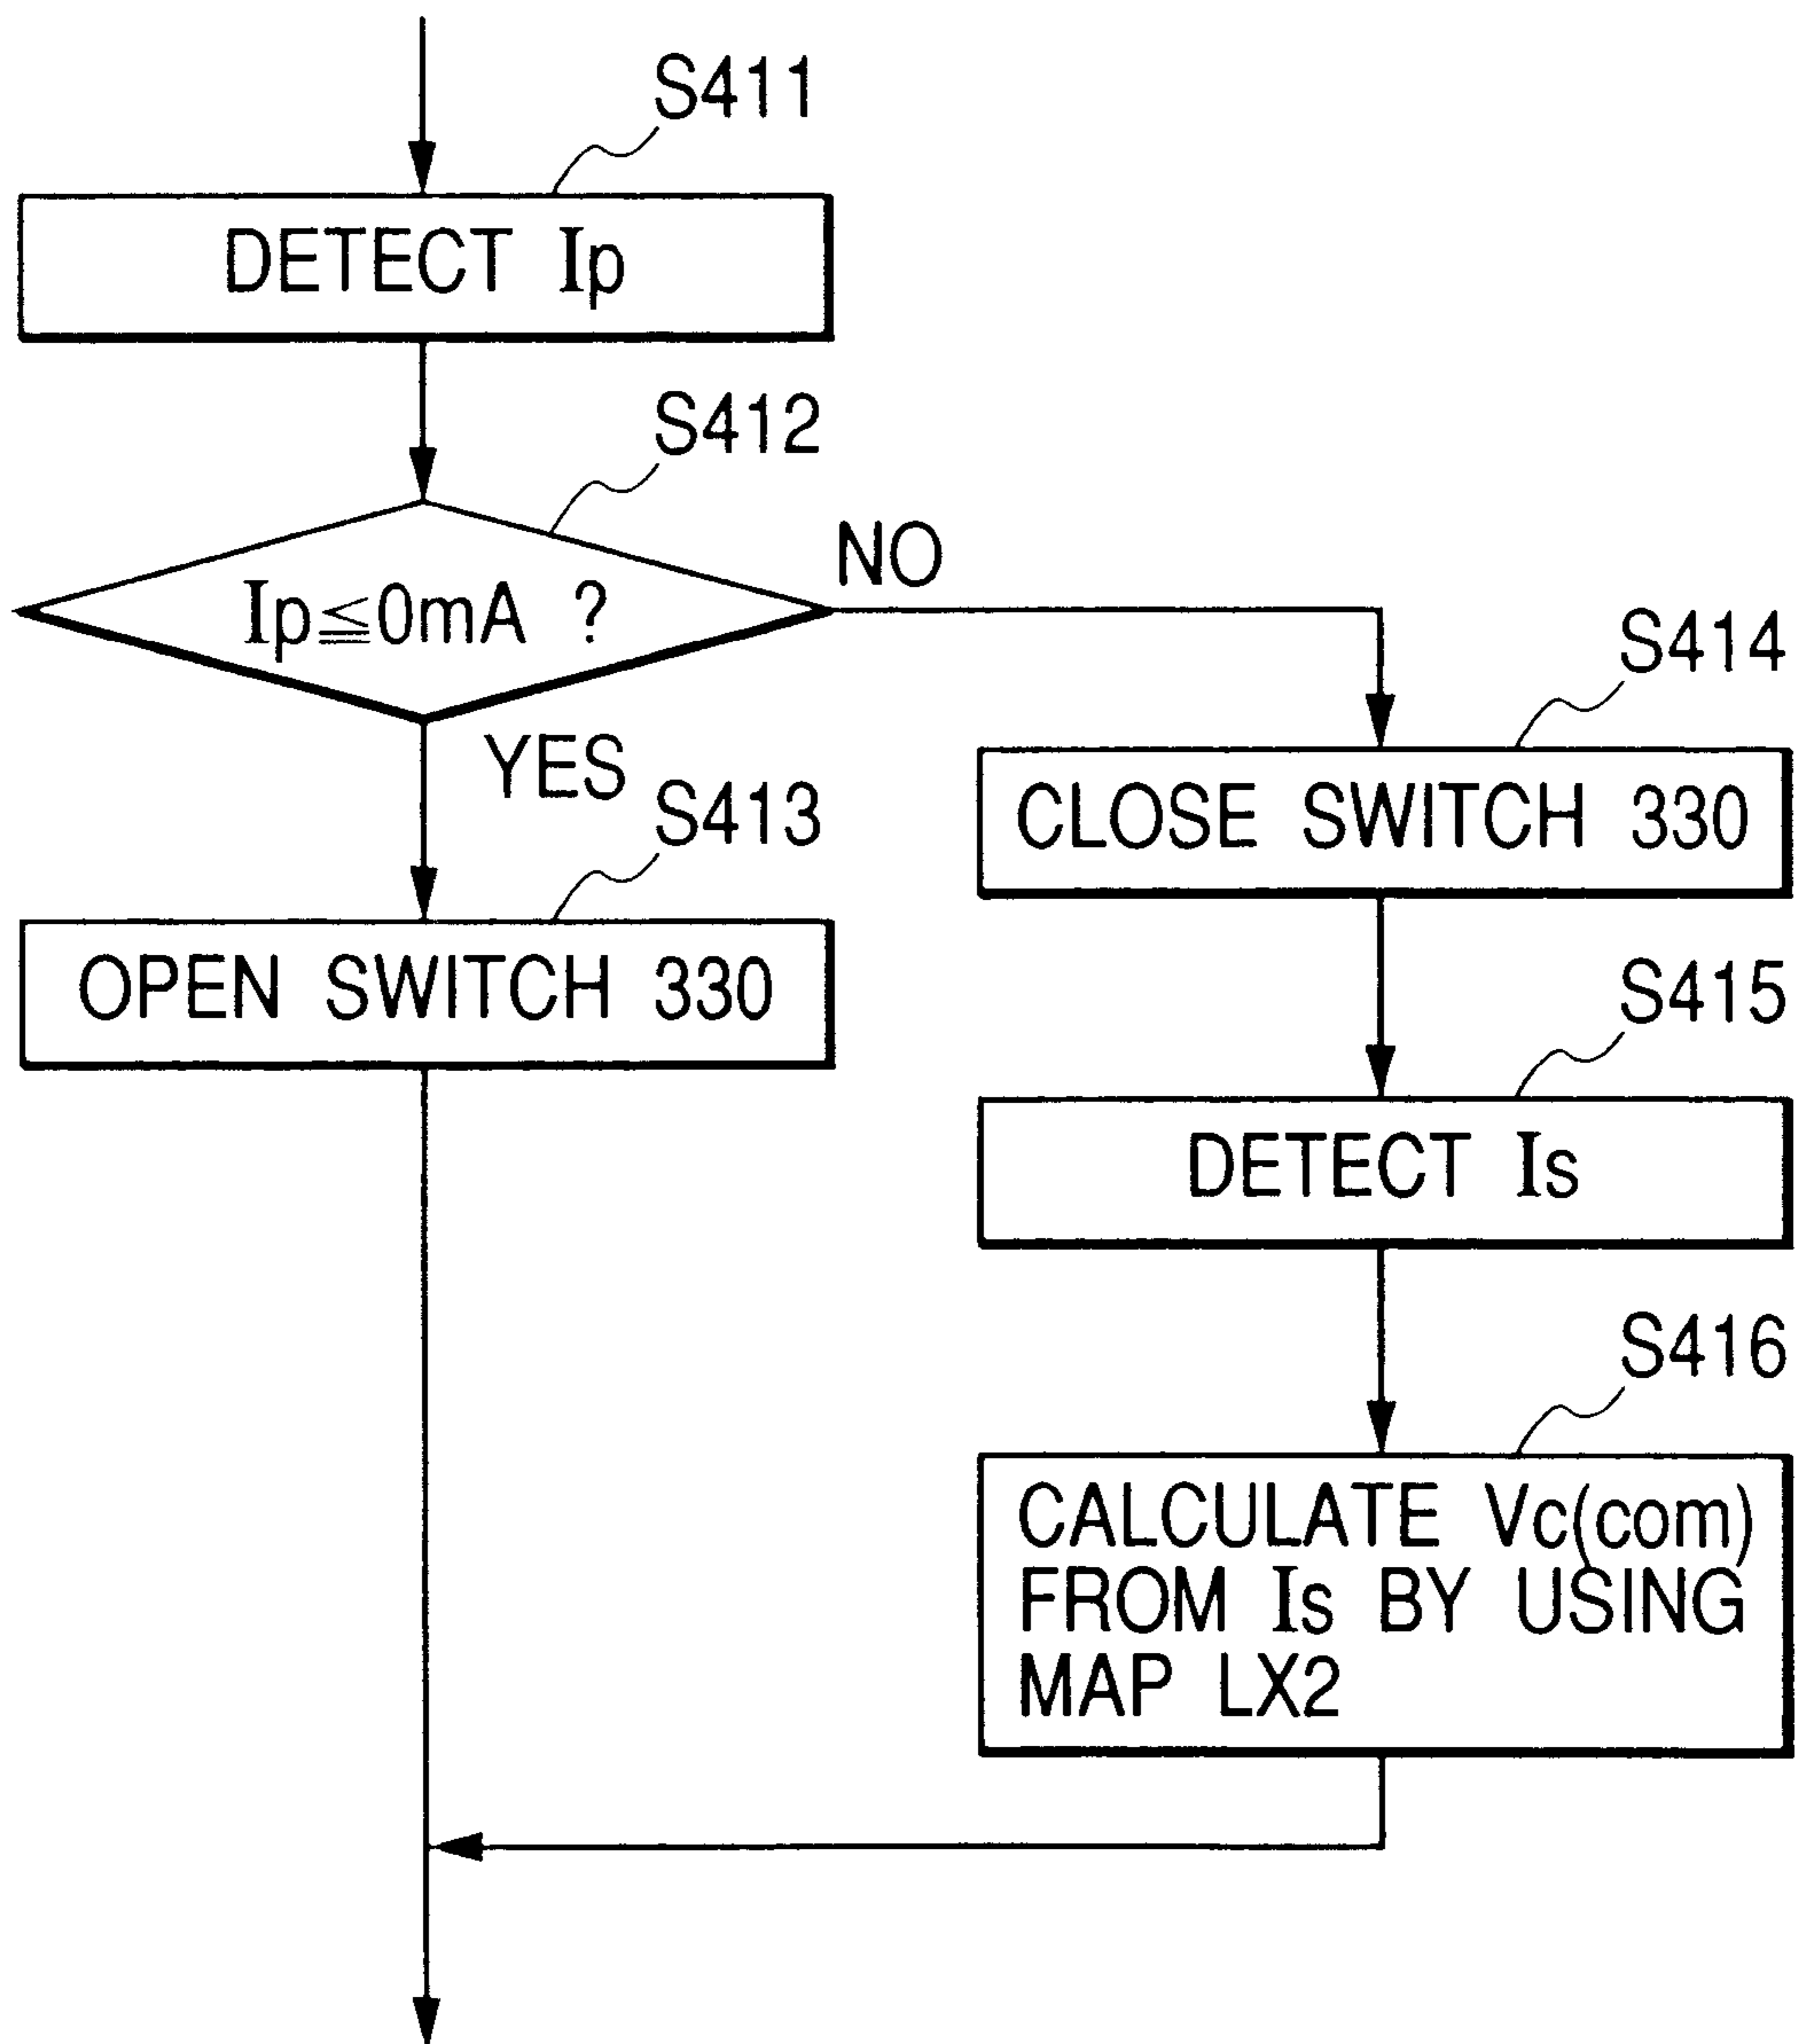 S411
DETECT Ip
S412
Ip≦0mA ?
NO
YES
S413
OPEN SWITCH 330
S414
CLOSE SWITCH 330
S415
DETECT Is
S416
CALCULATE Vc(com)
FROM Is BY USING
MAP LX2